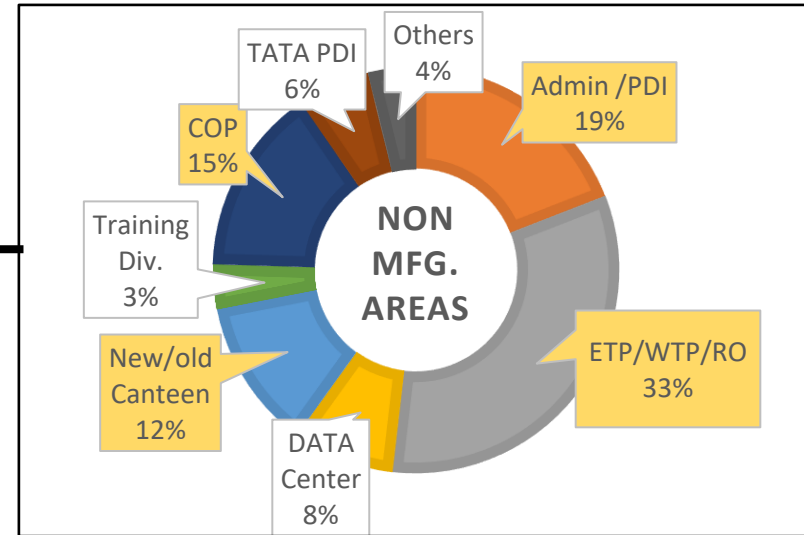 TATA PDI
6%
Others
4%
Admin /PDI
19%
COP
15%
NON
MFG.
AREAS
Training
Div.
3%
ETP/WTP/RO
33%
New/old
Canteen
12%
DATA
Center
8%